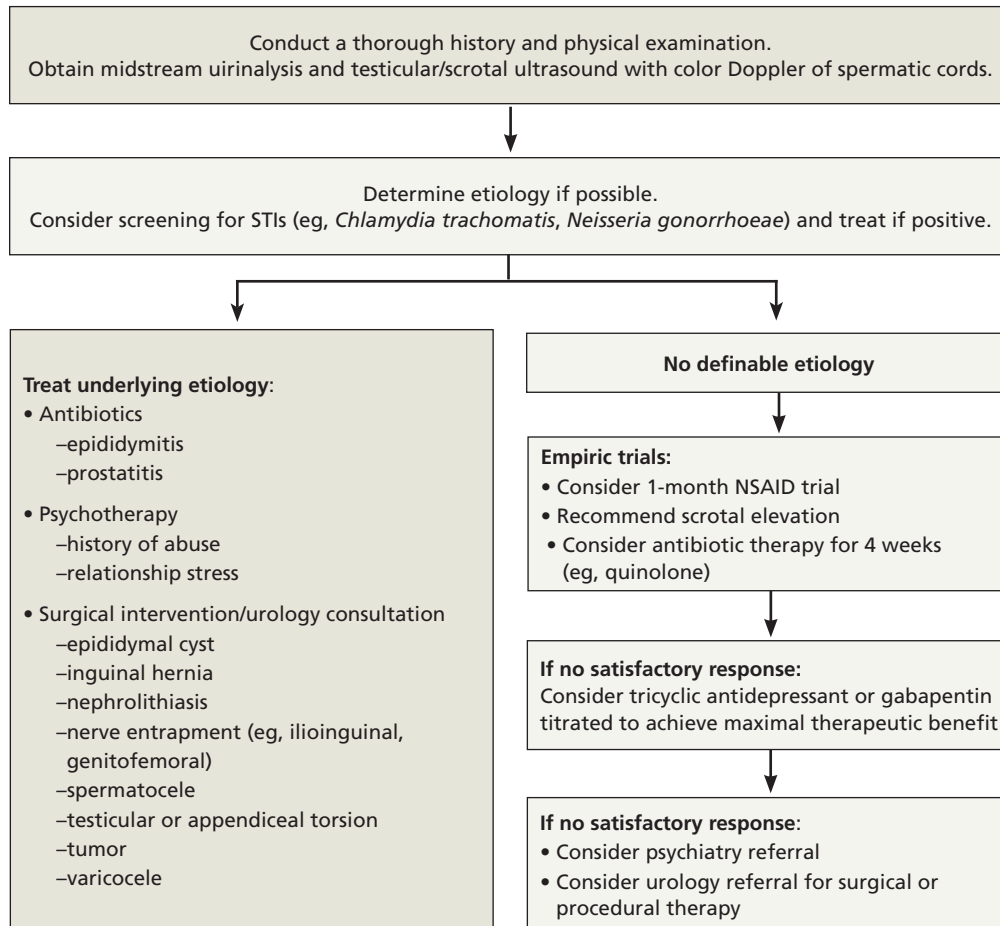 Conduct a thorough history and physical examination.
Obtain midstream uirinalysis and testicular/scrotal ultrasound with color Doppler of spermatic cords.
Determine etiology if possible.
Consider screening for STIs (eg, Chlamydia trachomatis, Neisseria gonorrhoeae) and treat if positive.
Treat underlying etiology:
• Antibiotics
–epididymitis
–prostatitis
• Psychotherapy
–history of abuse
–relationship stress
• Surgical intervention/urology consultation
–epididymal cyst
–inguinal hernia
–nephrolithiasis
–nerve entrapment (eg, ilioinguinal,
genitofemoral)
–spermatocele
–testicular or appendiceal torsion
–tumor
–varicocele
No definable etiology
Empiric trials:
• Consider 1-month NSAID trial
• Recommend scrotal elevation
• Consider antibiotic therapy for 4 weeks
(eg, quinolone)
If no satisfactory response:
Consider tricyclic antidepressant or gabapentin
titrated to achieve maximal therapeutic benefit
If no satisfactory response:
• Consider psychiatry referral
• Consider urology referral for surgical or
procedural therapy